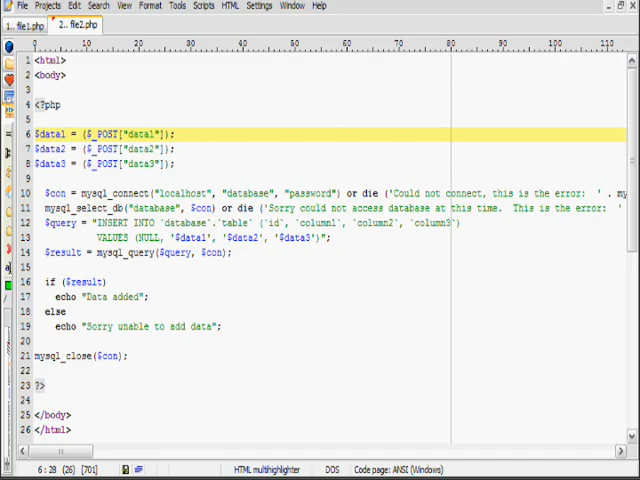 File Projects Edit Search View Format Tools Scripts HTML Settings Window Help
1.. file1.php 2.. file2.php
0 10 20 30 40 50 60 70 80 90 100 110
1 <html>
2 <body>
3
4 <?php
5
6 $data1 = ($_POST["data1"]);
7 $data2 = ($_POST["data2"]);
8 $data3 = ($_POST["data3"]);
9
10 $con = mysql_connect("localhost", "database", "password") or die ('Could not connect, this is the error: ' . m
11 mysql_select_db("database", $con) or die ('Sorry could not access database at this time. This is the error: '
12 $query = "INSERT INTO `database`.`table` (`id`, `column1`, `column2`, `column3`)
13 VALUES (NULL, '$data1', '$data2', '$data3')";
14 $result = mysql_query($query, $con);
15
16 if ($result)
17 echo "Data added";
18 else
19 echo "Sorry unable to add data";
20
21 mysql_close($con);
22
23 ?>
24
25 </body>
26 </html>
6 : 28 (26) [701] HTML multihighlighter DOS Code page: ANSI (Windows)